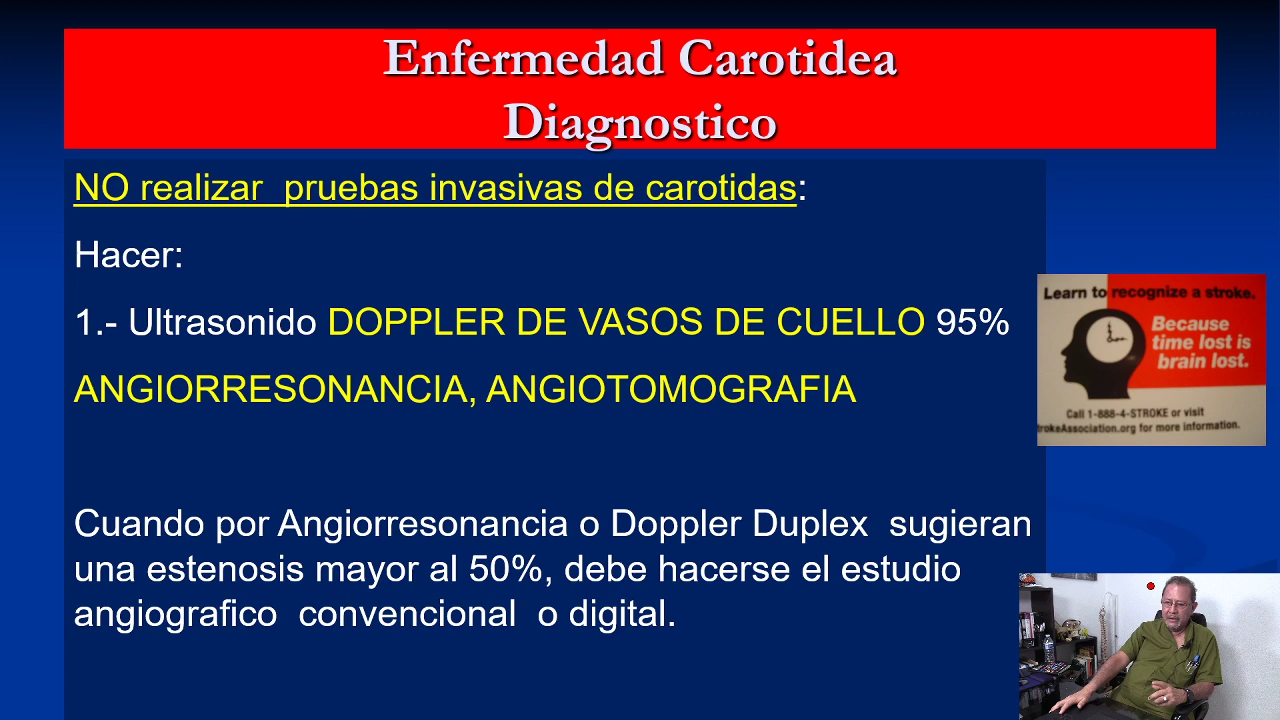 Enfermedad Carotidea
Diagnostico
NO realizar  pruebas invasivas de carotidas:
Hacer:
1.- Ultrasonido DOPPLER DE VASOS DE CUELLO 95%
ANGIORRESONANCIA, ANGIOTOMOGRAFIA
Cuando por Angiorresonancia o Doppler Duplex  sugieran
una estenosis mayor al 50%, debe hacerse el estudio
angiografico  convencional  o digital.
Learn to recognize a stroke.
Because
time lost is
brain lost.
Call 1-888-4-STROKE or visit
trokeAssociation.org for more information.